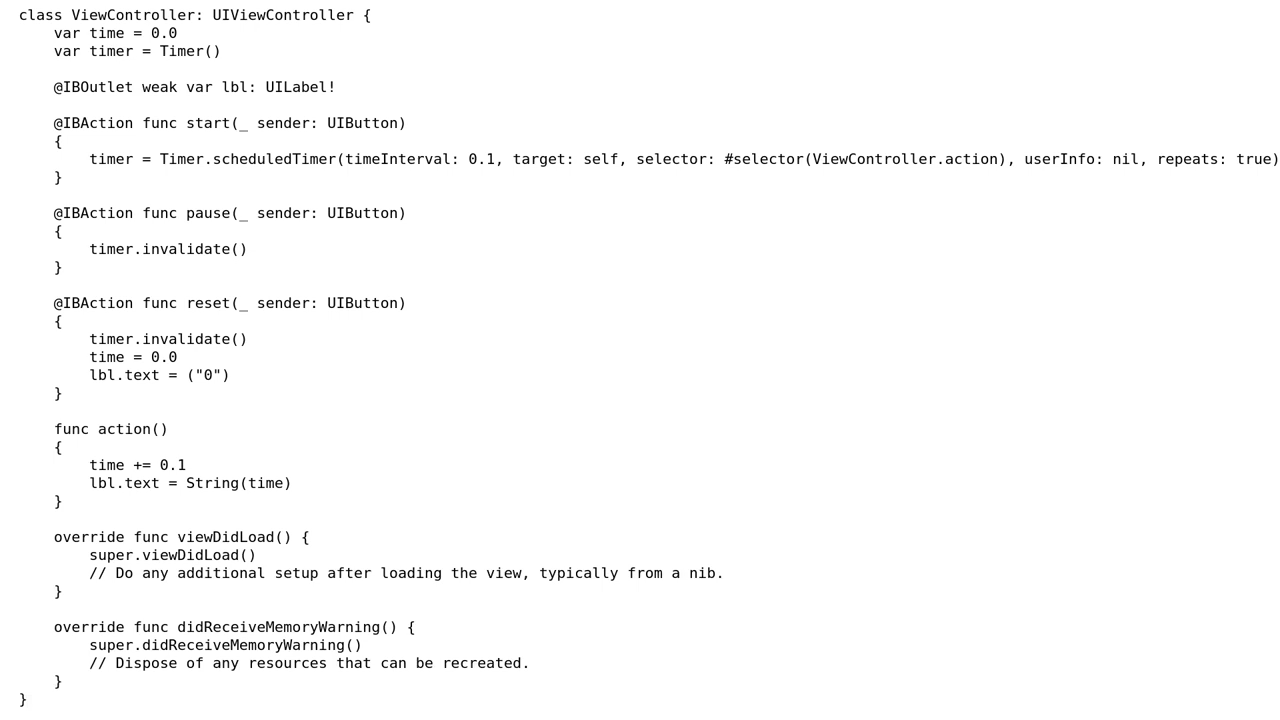 class ViewController: UIViewController {
    var time = 0.0
    var timer = Timer()

    @IBOutlet weak var lbl: UILabel!

    @IBAction func start(_ sender: UIButton)
    {
        timer = Timer.scheduledTimer(timeInterval: 0.1, target: self, selector: #selector(ViewController.action), userInfo: nil, repeats: true)
    }

    @IBAction func pause(_ sender: UIButton)
    {
        timer.invalidate()
    }

    @IBAction func reset(_ sender: UIButton)
    {
        timer.invalidate()
        time = 0.0
        lbl.text = ("0")
    }

    func action()
    {
        time += 0.1
        lbl.text = String(time)
    }

    override func viewDidLoad() {
        super.viewDidLoad()
        // Do any additional setup after loading the view, typically from a nib.
    }

    override func didReceiveMemoryWarning() {
        super.didReceiveMemoryWarning()
        // Dispose of any resources that can be recreated.
    }
}